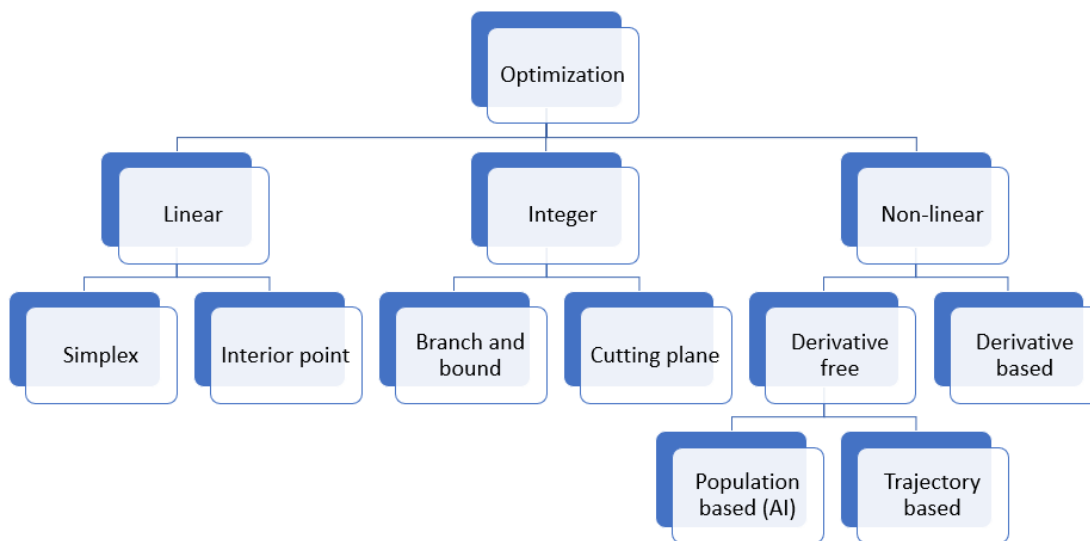 Optimization
Linear
Integer
Non-linear
Simplex
Interior point
Branch and
bound
Cutting plane
Derivative
free
Derivative
based
Population
based (AI)
Trajectory
based